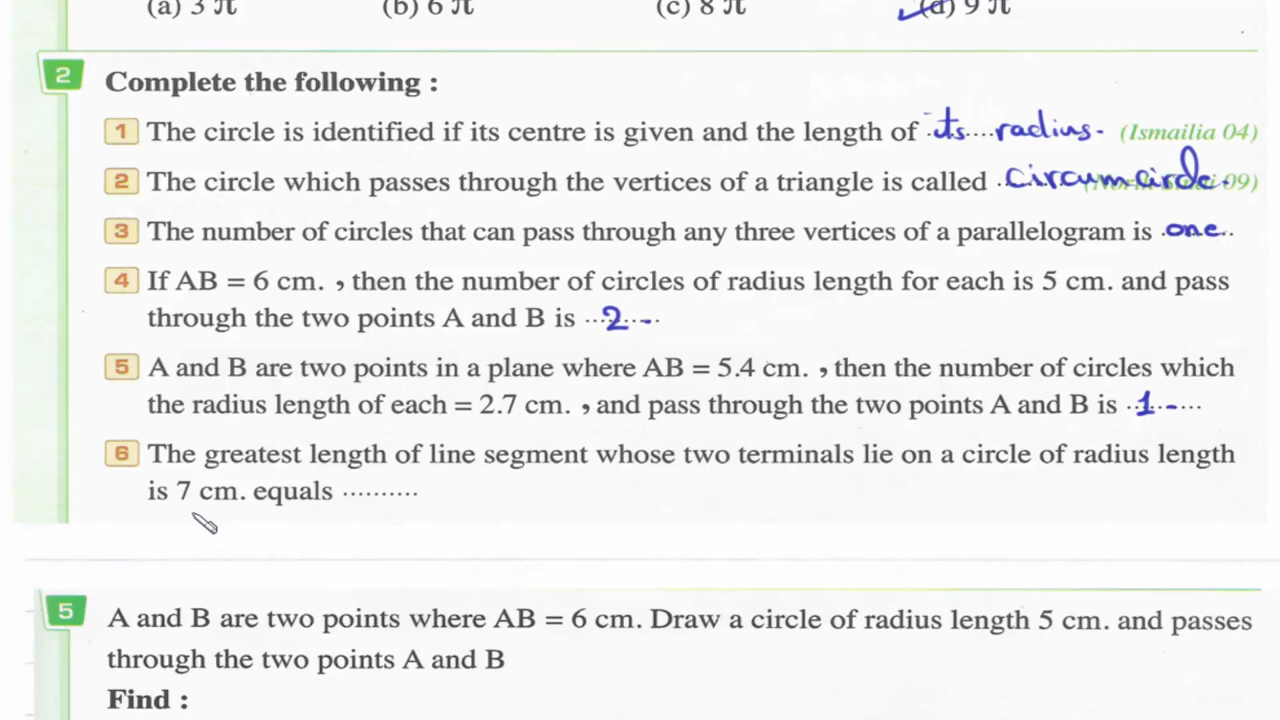 (a) 3 π (b) 6 π (c) 8 π (d) 9 π
2 Complete the following :
1 The circle is identified if its centre is given and the length of its radius. (Ismailia 04)
2 The circle which passes through the vertices of a triangle is called circumcircle. 09)
3 The number of circles that can pass through any three vertices of a parallelogram is one
4 If AB = 6 cm. , then the number of circles of radius length for each is 5 cm. and pass
through the two points A and B is 2
5 A and B are two points in a plane where AB = 5.4 cm. , then the number of circles which
the radius length of each = 2.7 cm. , and pass through the two points A and B is 1
6 The greatest length of line segment whose two terminals lie on a circle of radius length
is 7 cm. equals ..........
5 A and B are two points where AB = 6 cm. Draw a circle of radius length 5 cm. and passes
through the two points A and B
Find :